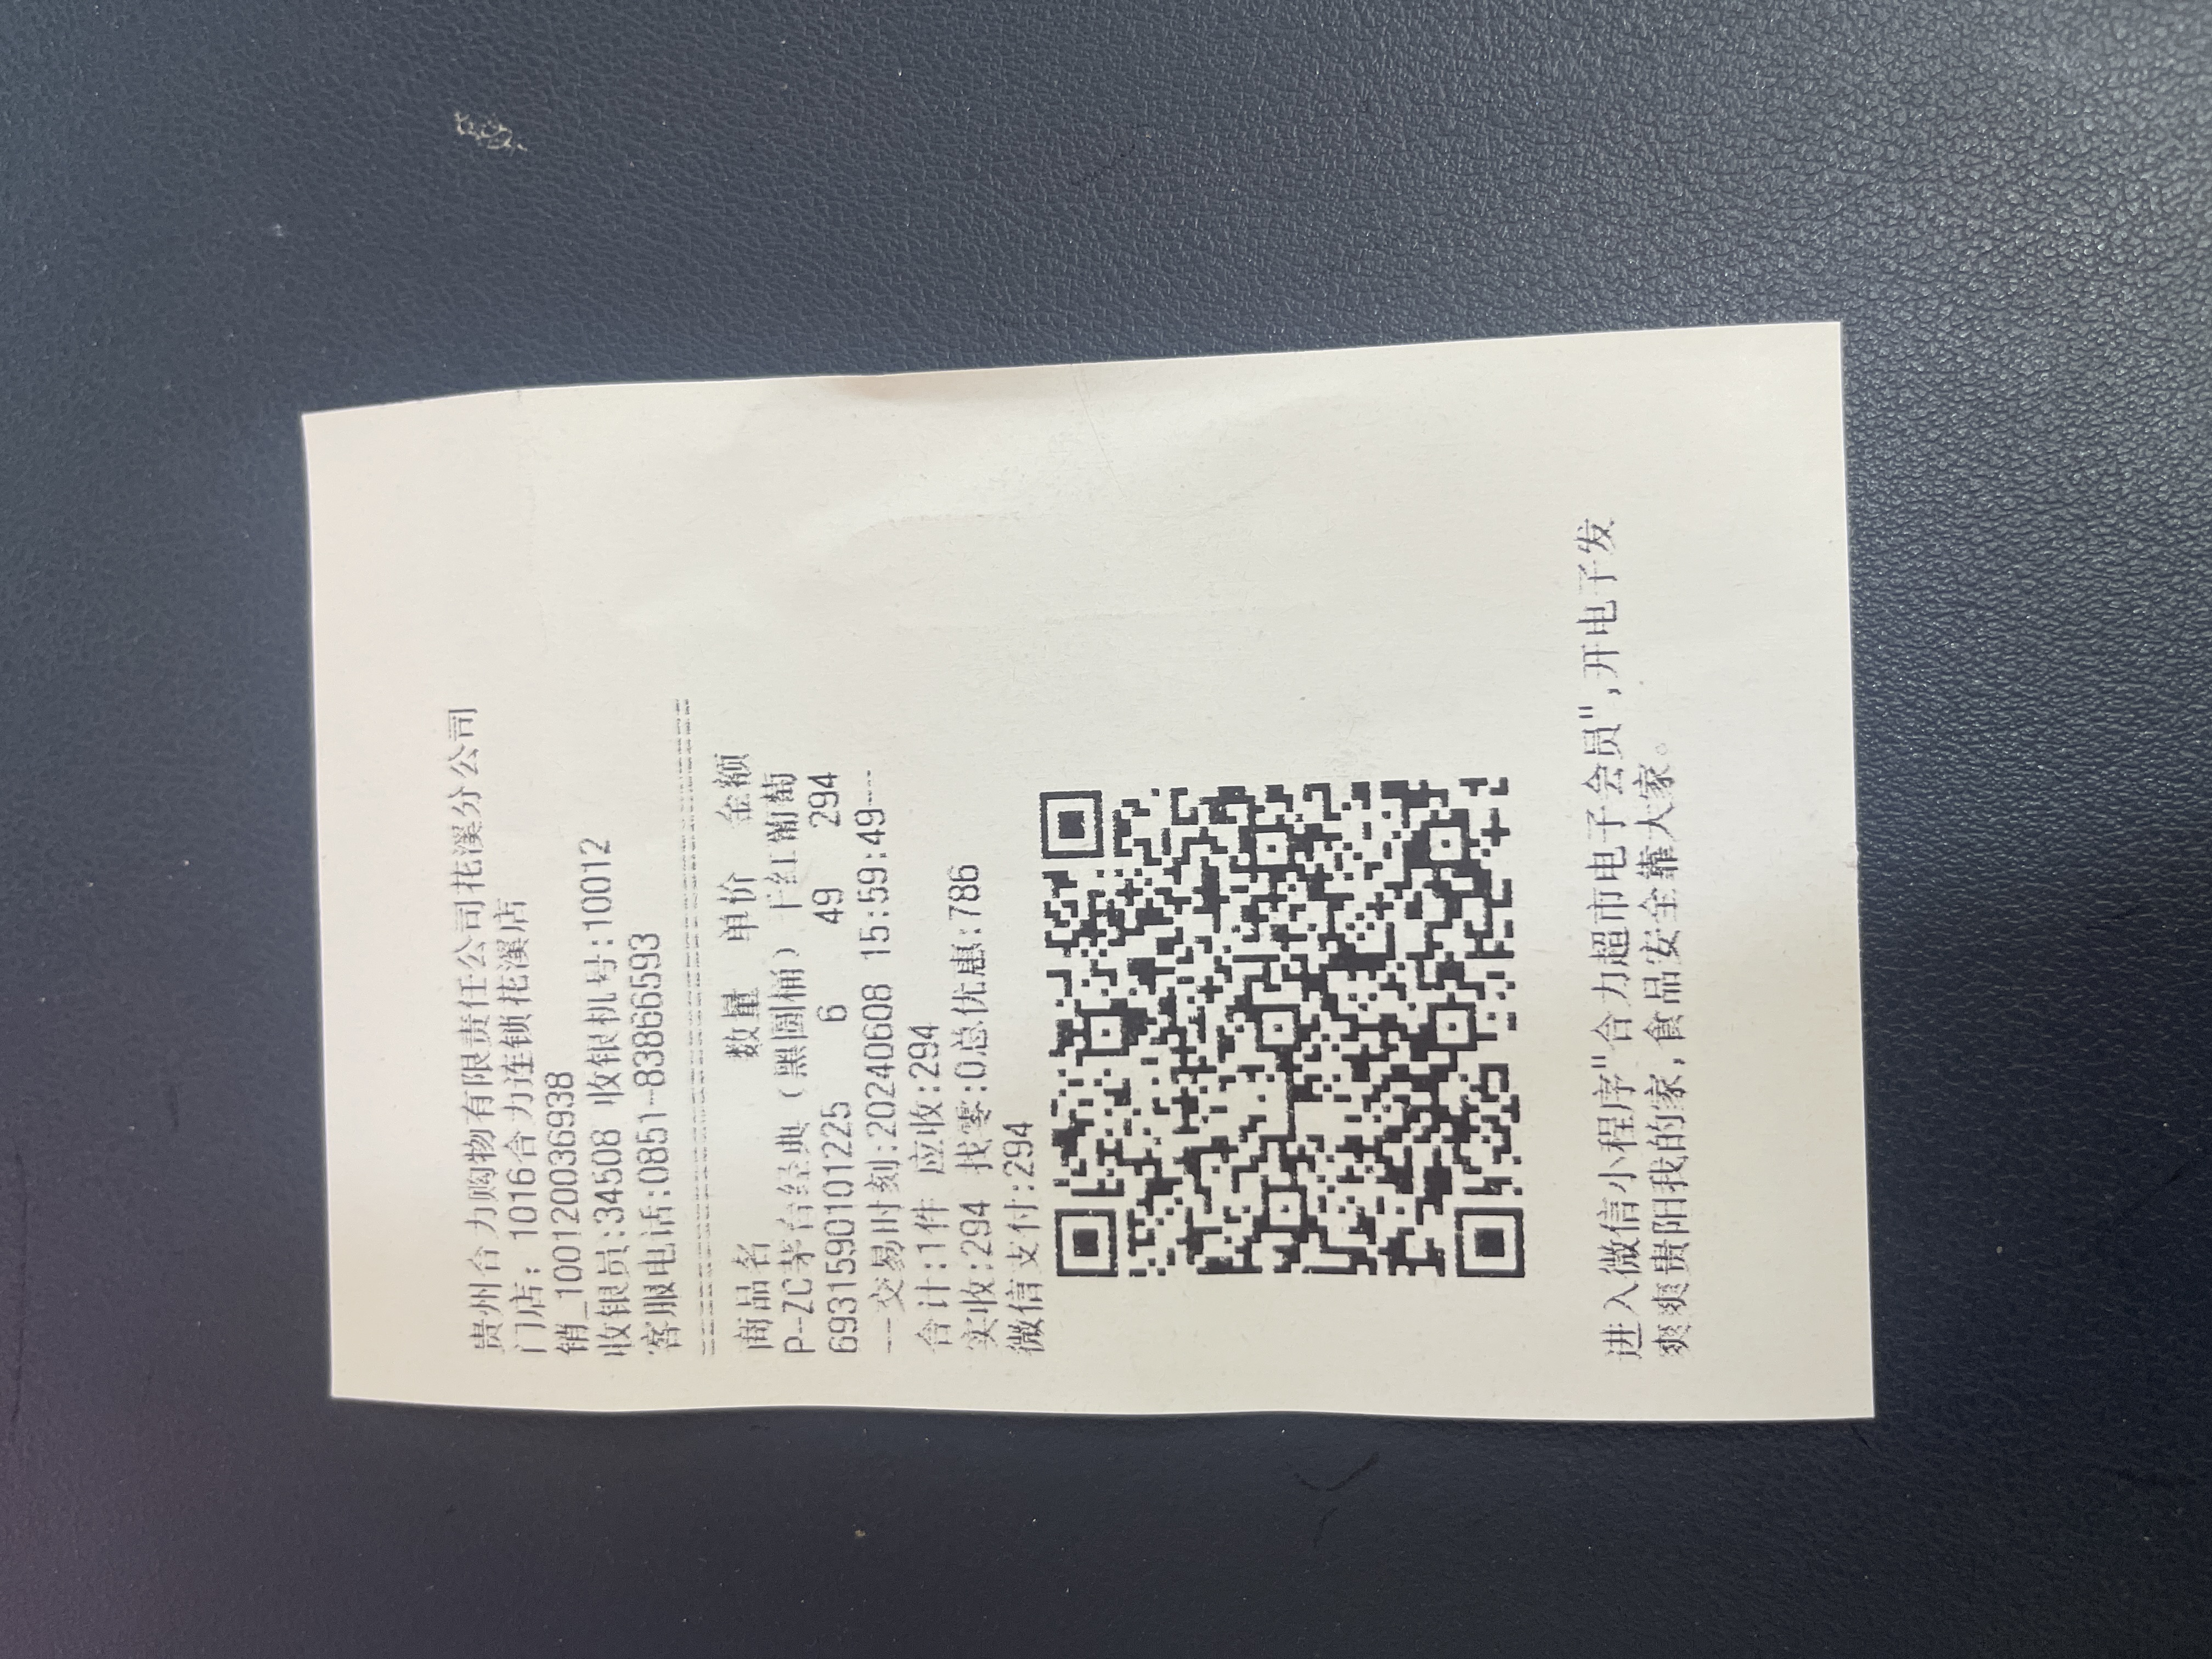 贵州合力购物有限责任公司花溪分公司
门店: 1016合力连锁花溪店
销_100120036938
收银员:34508 收银机号:10012
客服电话:0851-83866593
商品名 数量 单价 金额
P-ZC茅台经典（黑圆桶）干红葡萄
6931590101225 6 49 294
--交易时刻:20240608 15:59:49---
合计:1件 应收:294
实收:294 找零:0总优惠:786
微信支付:294
进入微信小程序"合力超市电子会员",开电子发
爽爽贵阳我的家,食品安全靠大家。